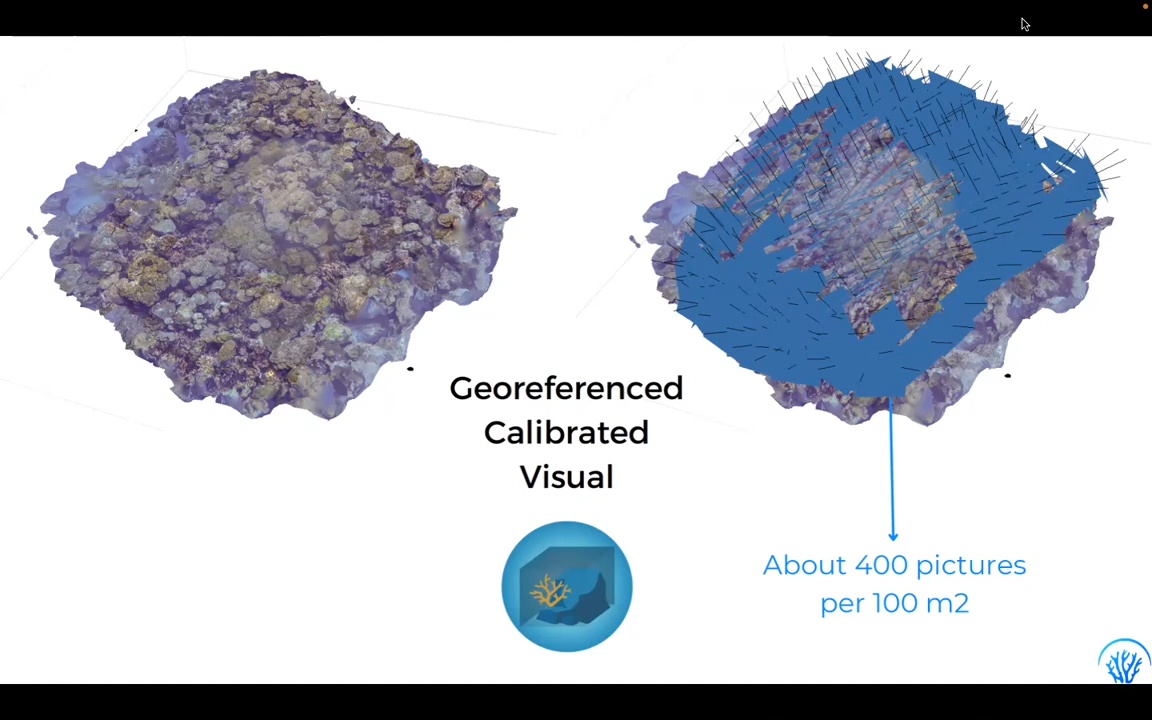 Georeferenced
Calibrated
Visual
About 400 pictures
per 100 m2